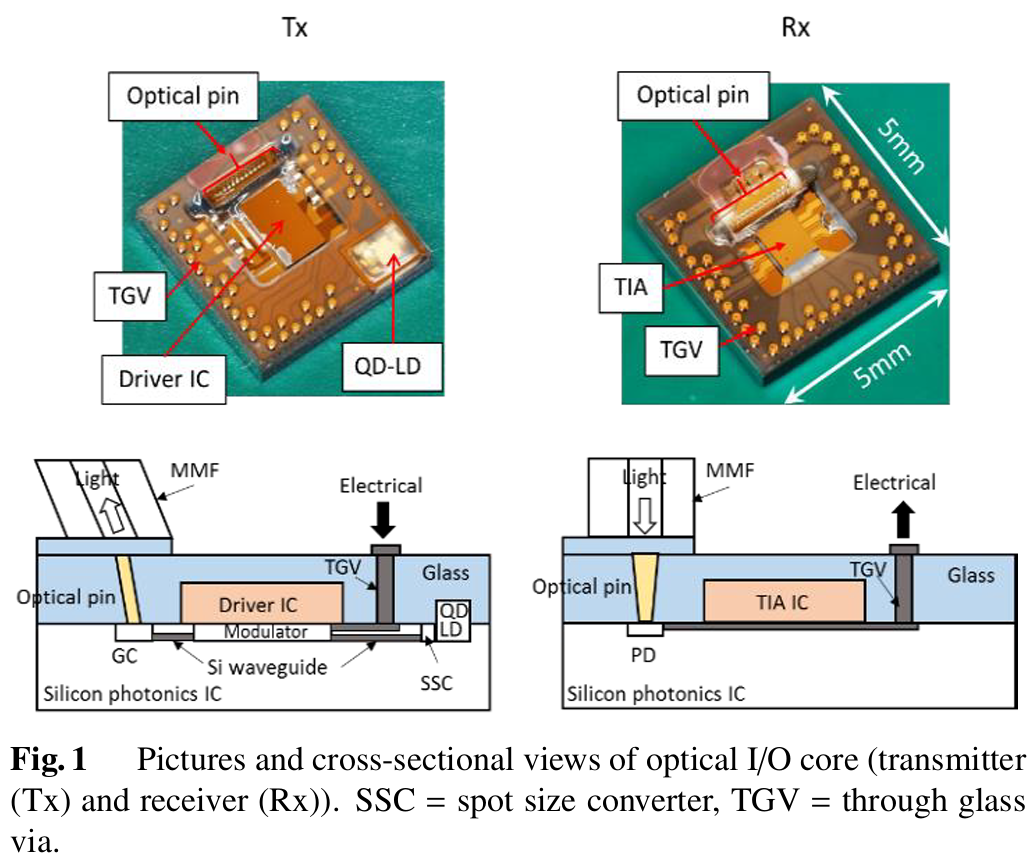 Tx
Rx
Optical pin
Optical pin
5mm
TGV
TIA
TGV
Driver IC
QD-LD
5mm
Light
MMF
Electrical
Light
MMF
Electrical
TGV
Glass
Optical pin
Driver IC
QD
LD
Modulator
GC
Si waveguide
SSC
Silicon photonics IC
TGV
Glass
Optical pin
TIA IC
PD
Silicon photonics IC
Fig. 1 Pictures and cross-sectional views of optical I/O core (transmitter
(Tx) and receiver (Rx)). SSC = spot size converter, TGV = through glass
via.